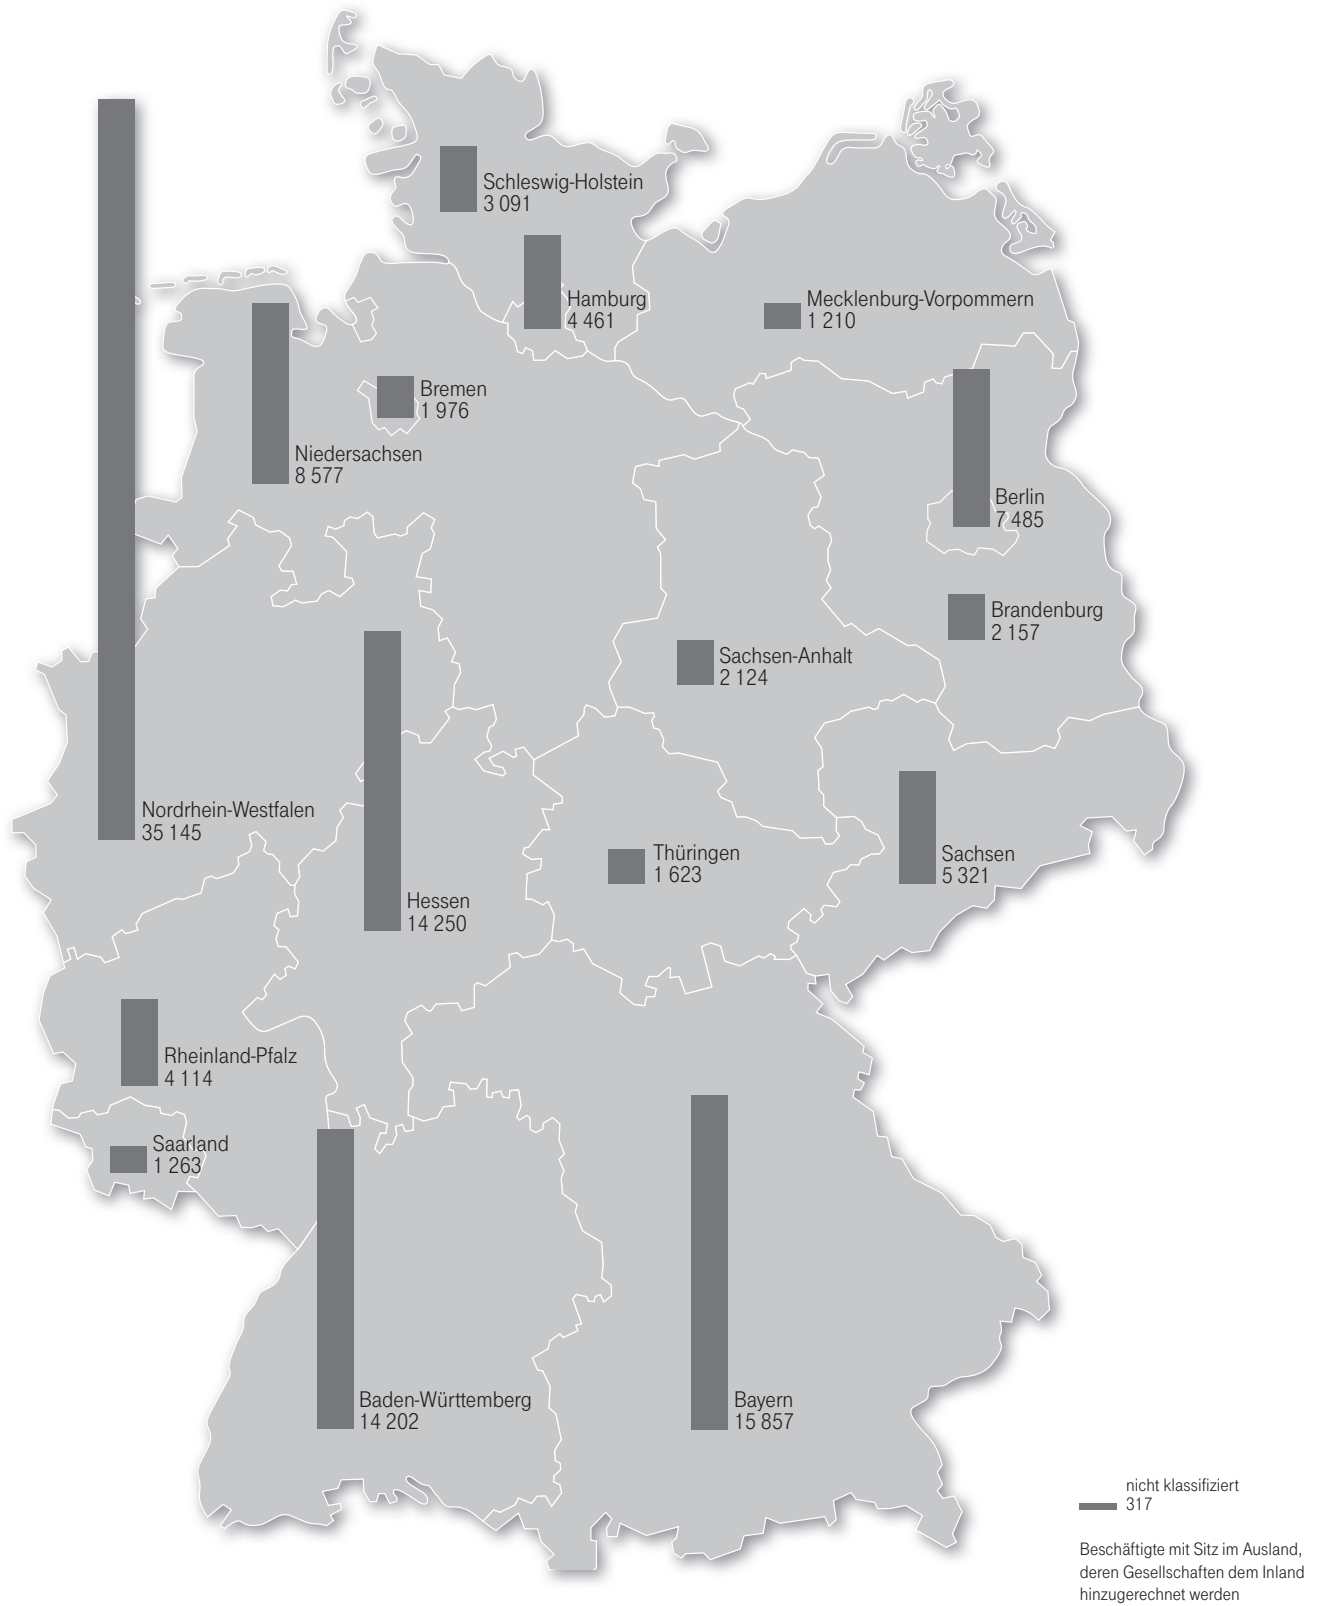 Schleswig-Holstein
3 091
Hamburg
4 461
Mecklenburg-Vorpommern
1 210
Bremen
1 976
Niedersachsen
8 577
Berlin
7 485
Brandenburg
2 157
Sachsen-Anhalt
2 124
Nordrhein-Westfalen
35 145
Thüringen
1 623
Sachsen
5 321
Hessen
14 250
Rheinland-Pfalz
4 114
Saarland
1 263
Baden-Württemberg
14 202
Bayern
15 857
nicht klassifiziert
317
Beschäftigte mit Sitz im Ausland,
deren Gesellschaften dem Inland
hinzugerechnet werden